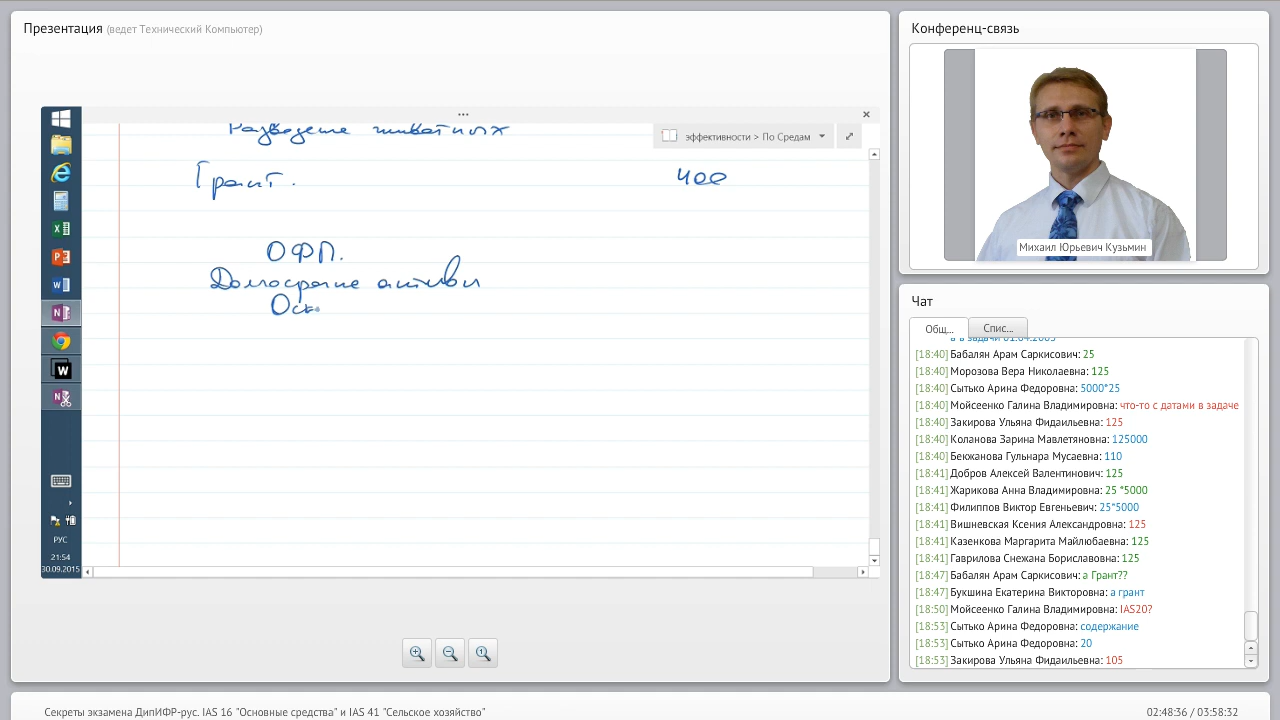 Презентация (ведет Технический Компьютер)
...
эффективности > По Средам
Разведение животных
Грант. 400
ОФП.
Долгосрочные активы
Осн
РУС
21:54
30.09.2015
Конференц-связь
Михаил Юрьевич Кузьмин
Чат
Общ... Спис...
а в задачи 01.04.2003
[18:40] Бабалян Арам Саркисович: 25
[18:40] Морозова Вера Николаевна: 125
[18:40] Сытько Арина Федоровна: 5000*25
[18:40] Мойсеенко Галина Владимировна: что-то с датами в задаче
[18:40] Закирова Ульяна Фидаильевна: 125
[18:40] Коланова Зарина Мавлетяновна: 125000
[18:40] Бекжанова Гульнара Мусаевна: 110
[18:41] Добров Алексей Валентинович: 125
[18:41] Жарикова Анна Владимировна: 25 *5000
[18:41] Филиппов Виктор Евгеньевич: 25*5000
[18:41] Вишневская Ксения Александровна: 125
[18:41] Казенкова Маргарита Майлюбаевна: 125
[18:41] Гаврилова Снежана Бориславовна: 125
[18:47] Бабалян Арам Саркисович: а Грант??
[18:47] Букшина Екатерина Викторовна: а грант
[18:50] Мойсеенко Галина Владимировна: IAS20?
[18:53] Сытько Арина Федоровна: содержание
[18:53] Сытько Арина Федоровна: 20
[18:53] Закирова Ульяна Фидаильевна: 105
Секреты экзамена ДипИФР-рус. IAS 16 "Основные средства" и IAS 41 "Сельское хозяйство"
02:48:36 / 03:58:32